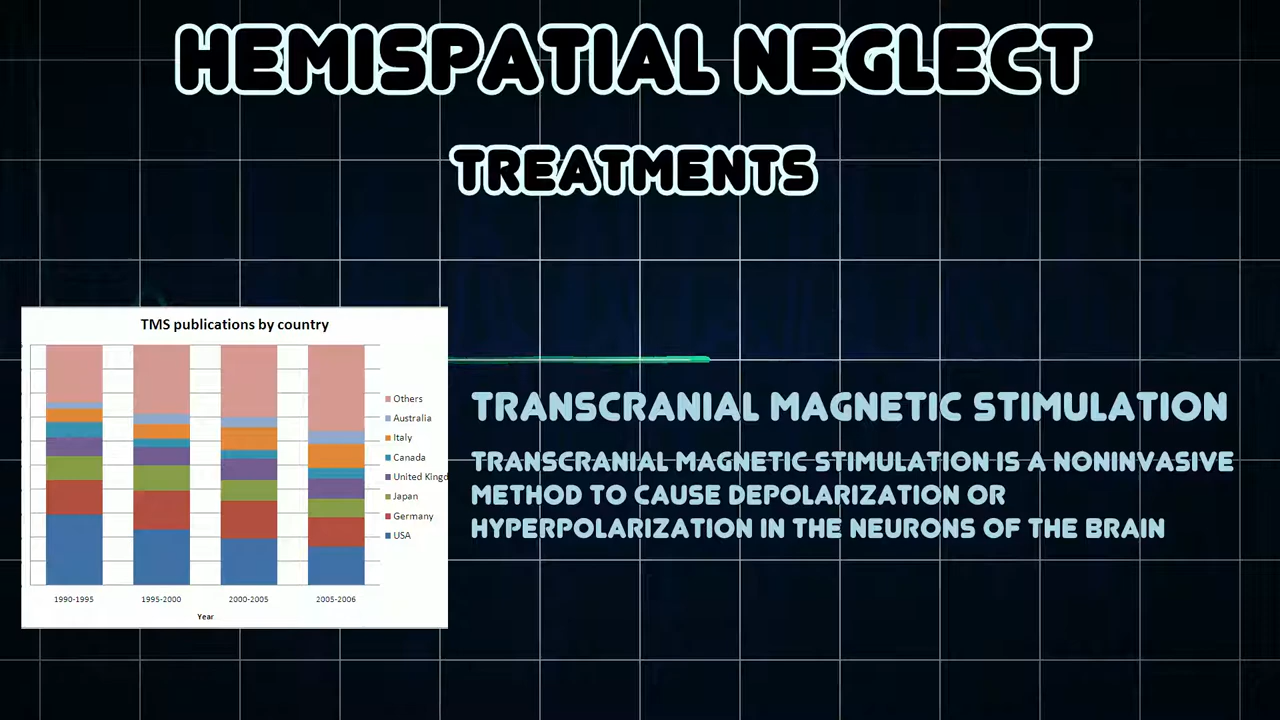 HEMISPATIAL NEGLECT
TREATMENTS
TMS publications by country
Others
Australia
Italy
Canada
United Kingd
Japan
Germany
USA
1990-1995 1995-2000 2000-2005 2005-2006
Year
TRANSCRANIAL MAGNETIC STIMULATION
TRANSCRANIAL MAGNETIC STIMULATION IS A NONINVASIVE
METHOD TO CAUSE DEPOLARIZATION OR
HYPERPOLARIZATION IN THE NEURONS OF THE BRAIN